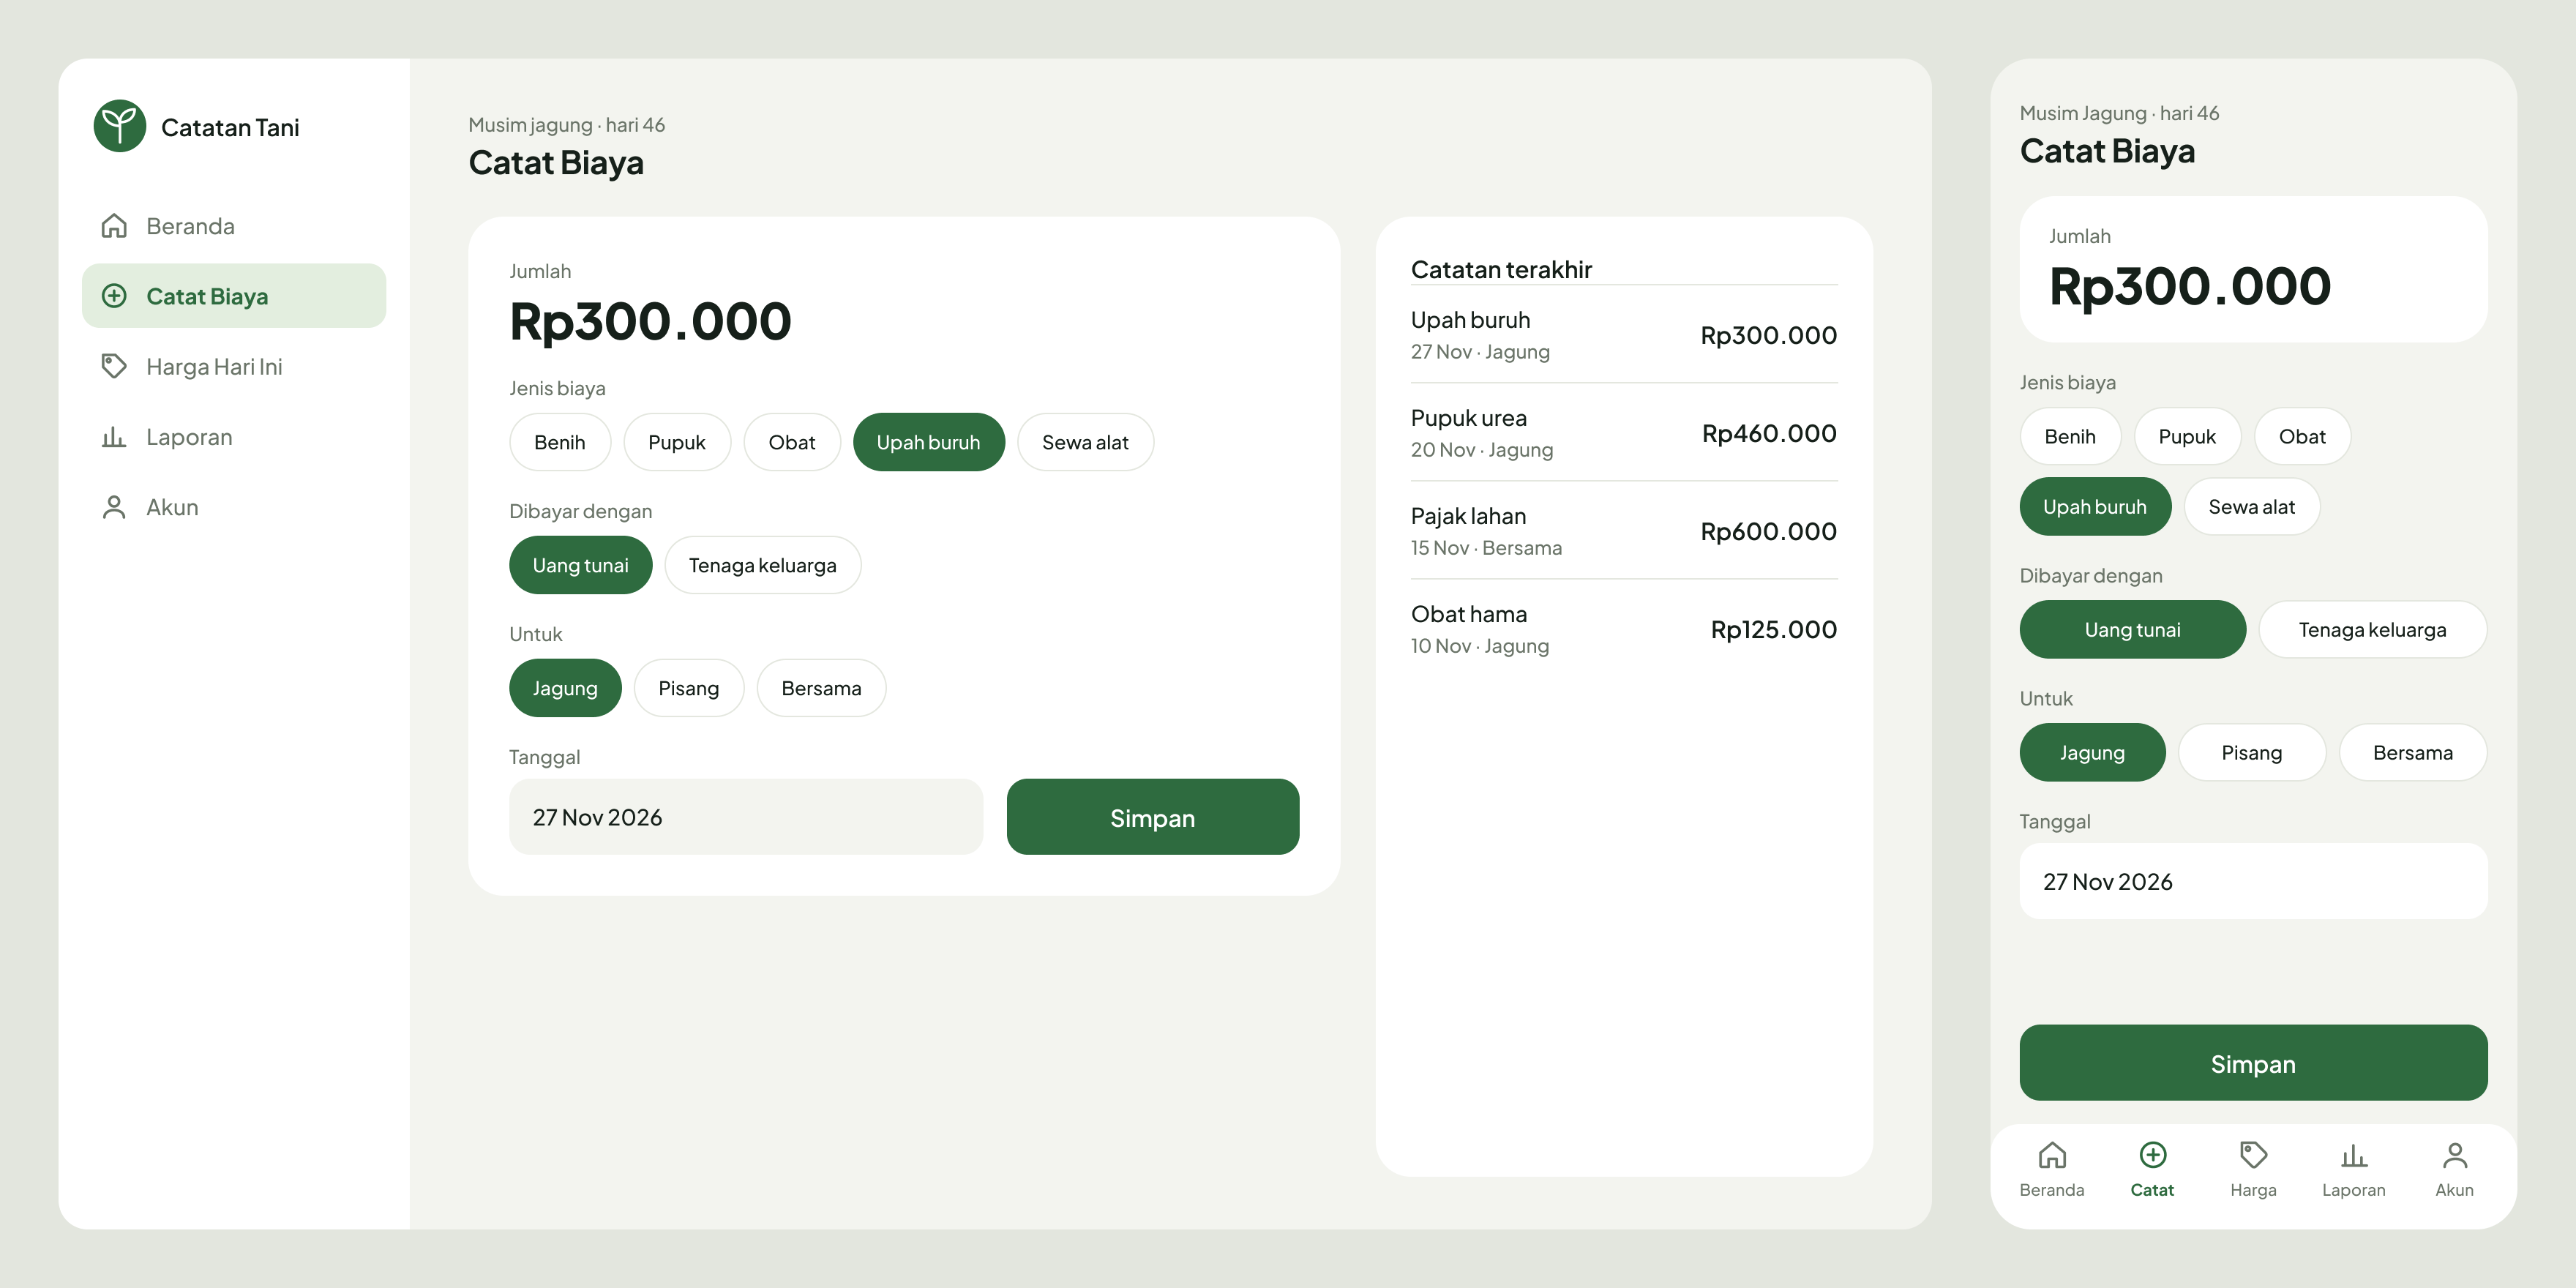 Catatan Tani
Beranda
Catat Biaya
Harga Hari Ini
Laporan
Akun
Musim jagung · hari 46
Catat Biaya
Jumlah
Rp300.000
Jenis biaya
Benih Pupuk Obat Upah buruh Sewa alat
Dibayar dengan
Uang tunai Tenaga keluarga
Untuk
Jagung Pisang Bersama
Tanggal
27 Nov 2026 Simpan
Catatan terakhir
Upah buruh
27 Nov · Jagung
Rp300.000
Pupuk urea
20 Nov · Jagung
Rp460.000
Pajak lahan
15 Nov · Bersama
Rp600.000
Obat hama
10 Nov · Jagung
Rp125.000
Musim Jagung · hari 46
Catat Biaya
Jumlah
Rp300.000
Jenis biaya
Benih Pupuk Obat
Upah buruh Sewa alat
Dibayar dengan
Uang tunai Tenaga keluarga
Untuk
Jagung Pisang Bersama
Tanggal
27 Nov 2026
Simpan
Beranda Catat Harga Laporan Akun